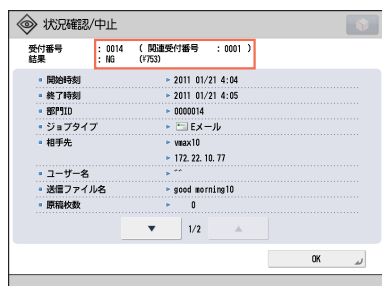 状況確認/中止
受付番号 : 0014 ( 関連受付番号 : 0001 )
結果 : NG (#753)
開始時刻 ► 2011 01/21 4:04
終了時刻 ► 2011 01/21 4:05
部門ID ► 0000014
ジョブタイプ ► Eメール
相手先 ► vmax10
► 172.22.10.77
ユーザー名 ► ^^
送信ファイル名 ► good morning10
原稿枚数 ► 0
▼ 1/2 ▲
OK